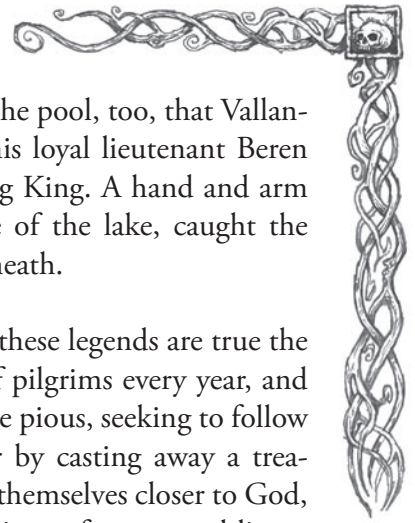 he pool, too, that Vallan-
his loyal lieutenant Beren
g King. A hand and arm
e of the lake, caught the
neath.
these legends are true the
f pilgrims every year, and
e pious, seeking to follow
r by casting away a trea-
themselves closer to God,